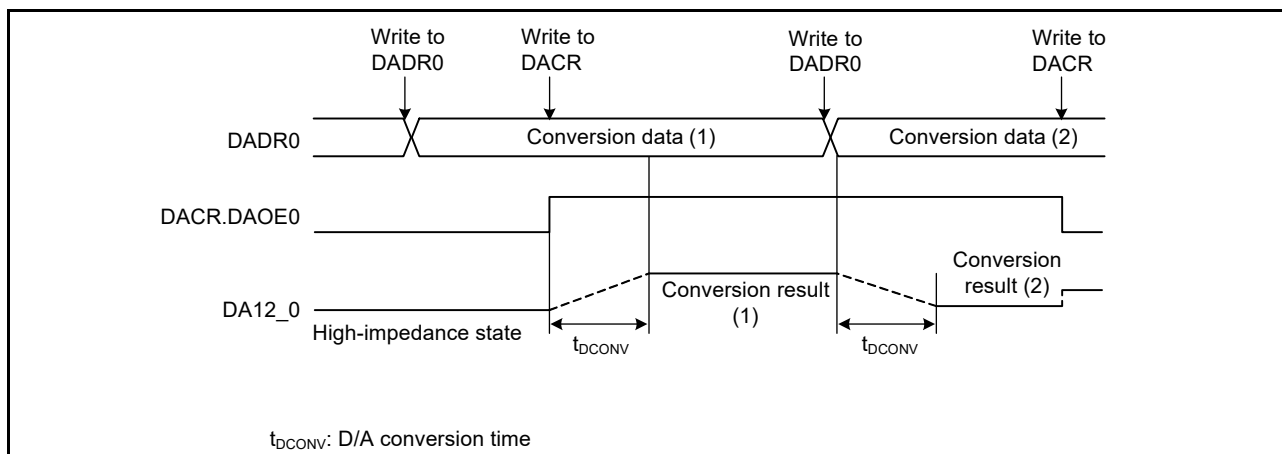 Write to
DADR0
Write to
DACR
Write to
DADR0
Write to
DACR
DADR0
Conversion data (1)
Conversion data (2)
DACR.DAOE0
DA12_0
High-impedance state
Conversion result
(1)
Conversion
result (2)
tDCONV
tDCONV
tDCONV: D/A conversion time